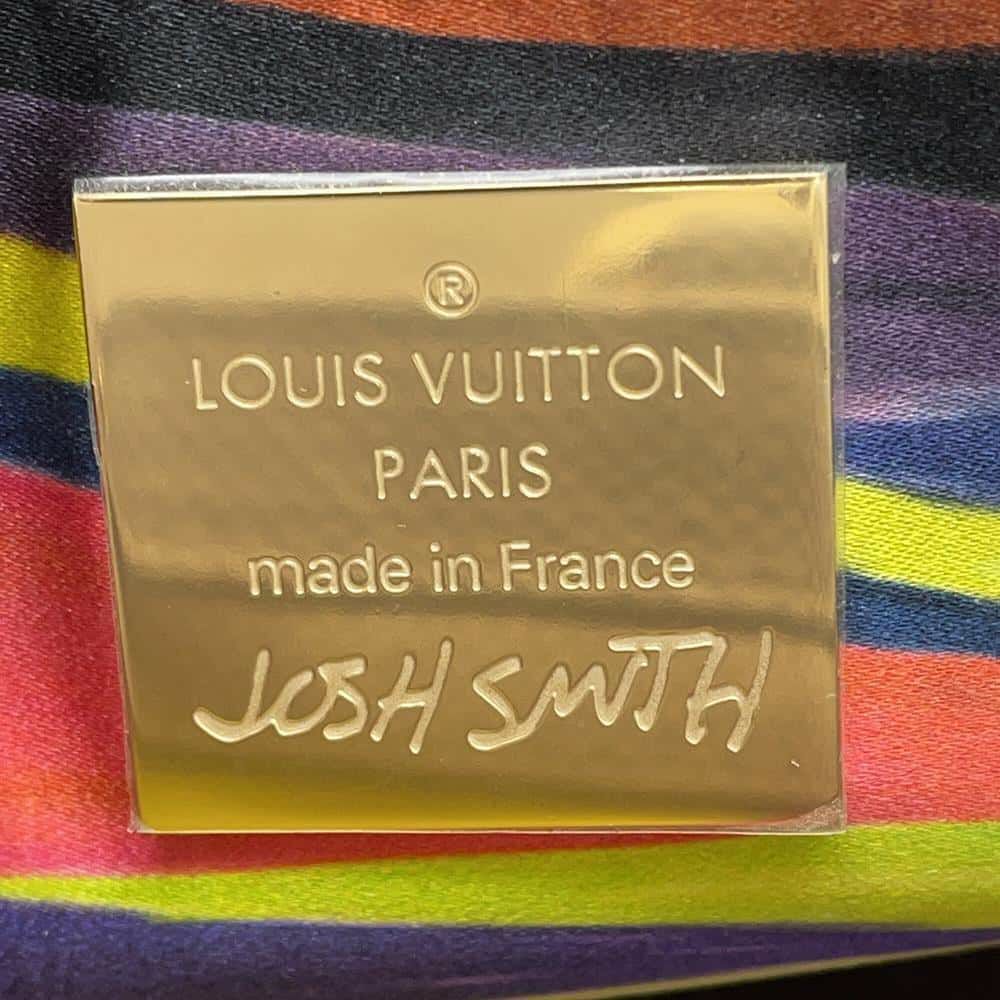 ®
LOUIS VUITTON
PARIS
made in France
JOSH SMITH